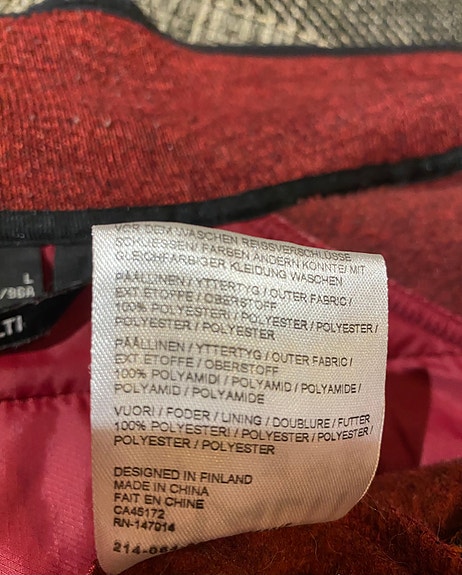 L
/96A
LTI
VOR DEM WASCHEN REISSVERSCHLÜSSE
SCHLIESSEN/ FARBEN ÄNDERN KÖNNTE/ MIT
GLEICHFARBIGER KLEIDUNG WASCHEN
PÄÄLLINEN / YTTERTYG / OUTER FABRIC /
EXT. ETOFFE / OBERSTOFF
100% POLYESTERI / POLYESTER / POLYESTER /
POLYESTER / POLYESTER
PÄÄLLINEN / YTTERTYG / OUTER FABRIC /
EXT. ETOFFE / OBERSTOFF
100% POLYAMIDI / POLYAMID / POLYAMIDE /
POLYAMID / POLYAMIDE
VUORI / FODER / LINING / DOUBLURE / FUTTER
100% POLYESTERI / POLYESTER / POLYESTER /
POLYESTER / POLYESTER
DESIGNED IN FINLAND
MADE IN CHINA
FAIT EN CHINE
CA45172
RN-147014